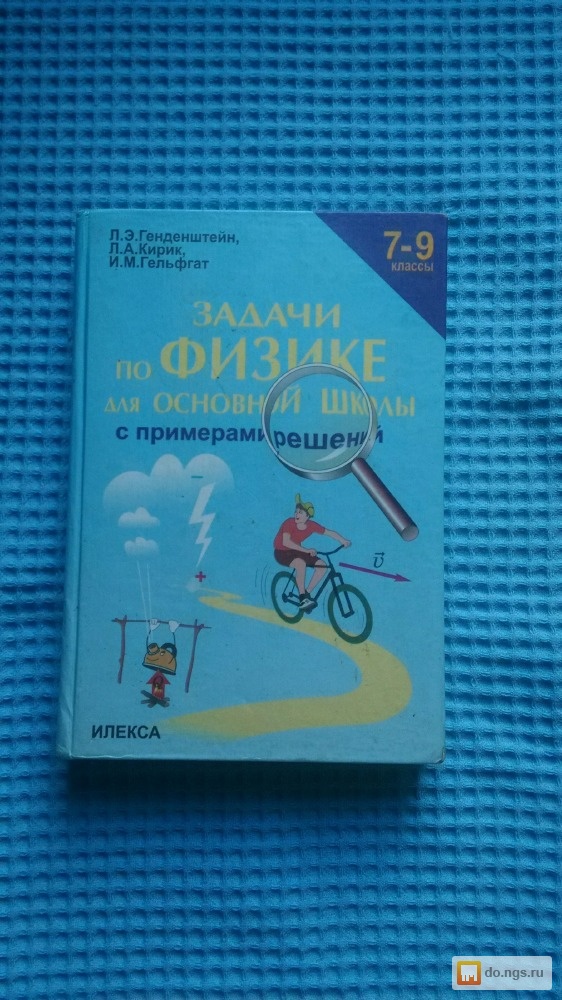 Л.Э.Генденштейн,
Л.А.Кирик,
И.М.Гельфгат
7-9
классы
ЗАДАЧИ
ПО ФИЗИКЕ
ДЛЯ ОСНОВНОЙ ШКОЛЫ
с примерами решений
−
+
v⃗
ИЛЕКСА
do.ngs.ru